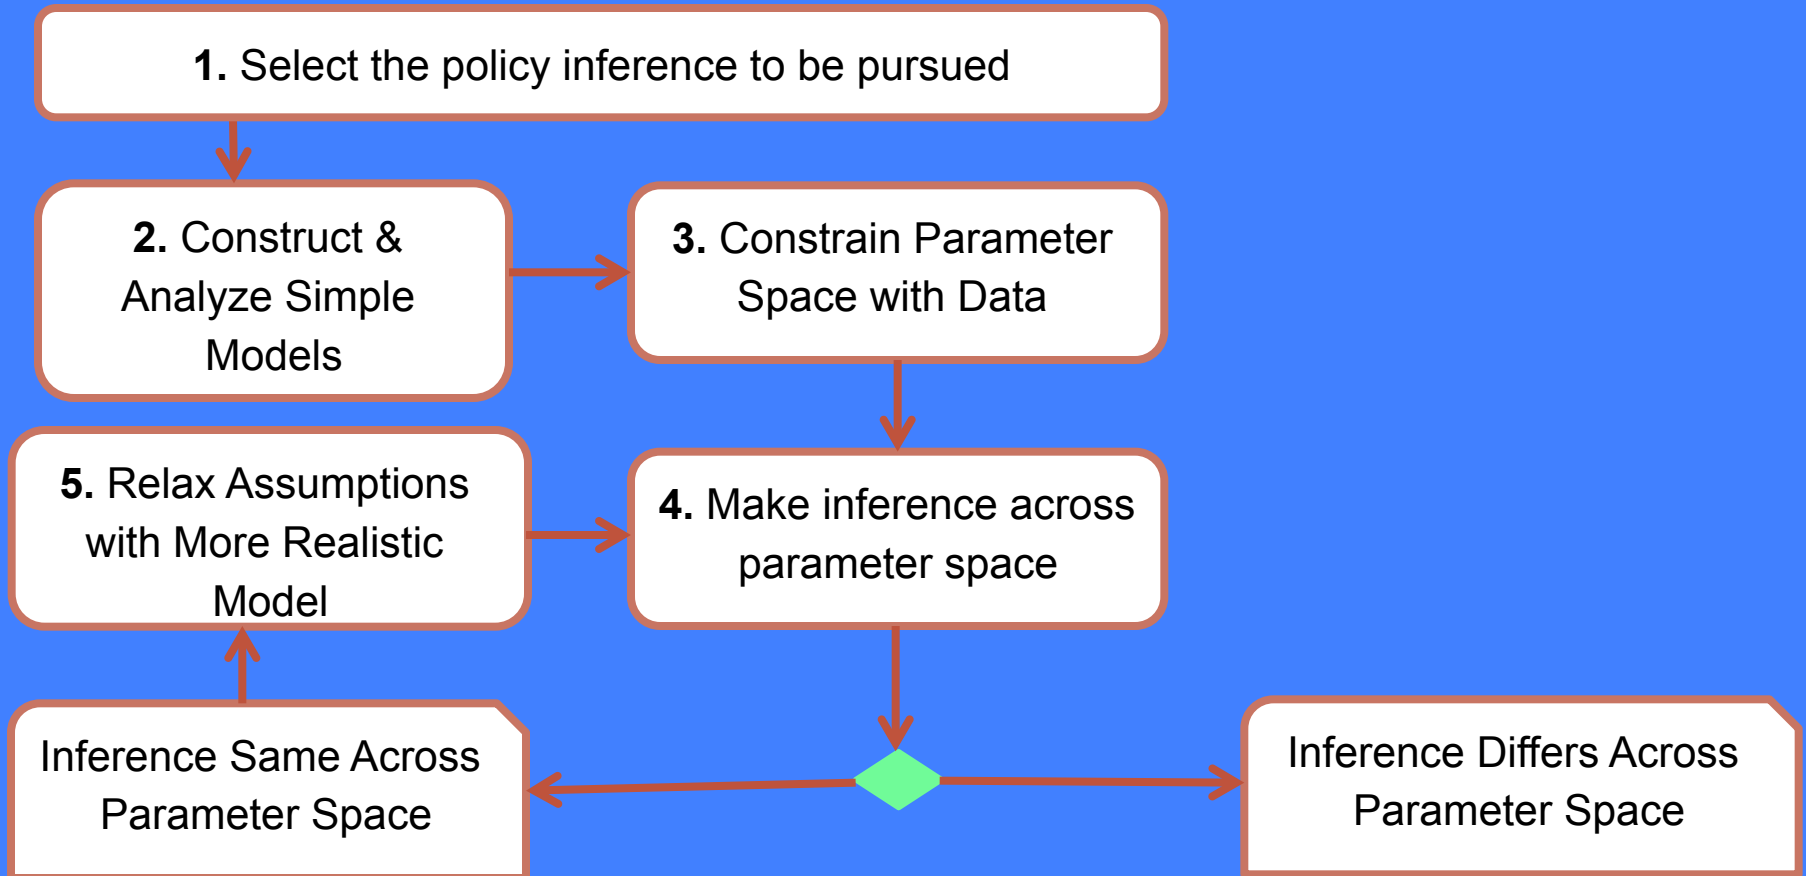 1. Select the policy inference to be pursued
2. Construct &
Analyze Simple
Models
3. Constrain Parameter
Space with Data
5. Relax Assumptions
with More Realistic
Model
4. Make inference across
parameter space
Inference Same Across
Parameter Space
Inference Differs Across
Parameter Space